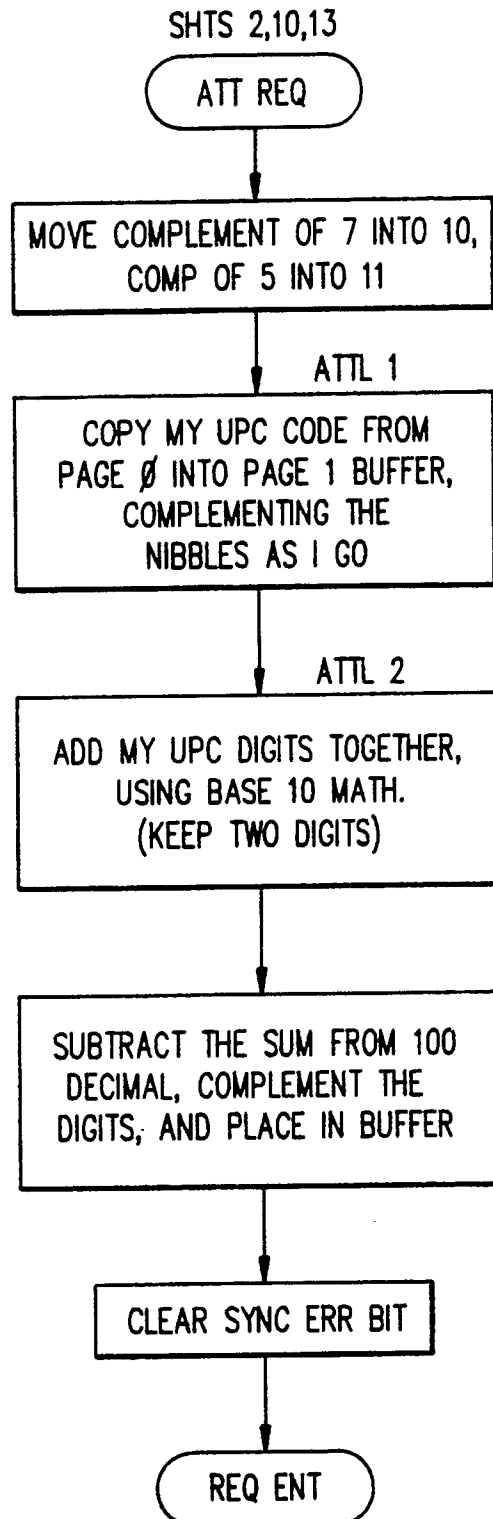 SHTS 2,10,13
ATT REQ
MOVE COMPLEMENT OF 7 INTO 10,
COMP OF 5 INTO 11
ATTL 1
COPY MY UPC CODE FROM
PAGE Ø INTO PAGE 1 BUFFER,
COMPLEMENTING THE
NIBBLES AS I GO
ATTL 2
ADD MY UPC DIGITS TOGETHER,
USING BASE 10 MATH.
(KEEP TWO DIGITS)
SUBTRACT THE SUM FROM 100
DECIMAL, COMPLEMENT THE
DIGITS, AND PLACE IN BUFFER
CLEAR SYNC ERR BIT
REQ ENT